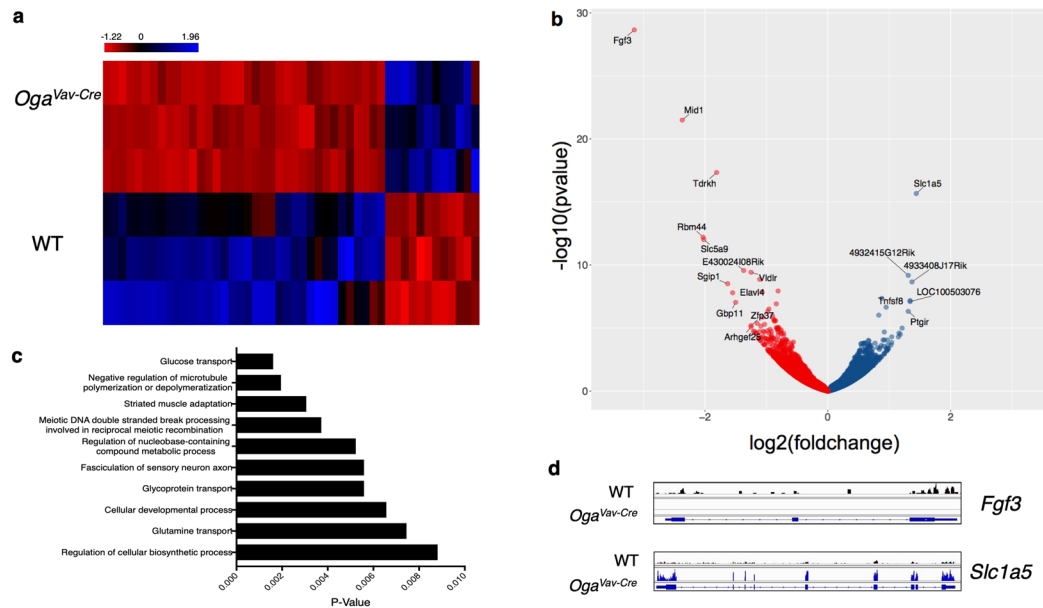 a
-1.22 0 1.96
Oga^Vav-Cre
WT
b
30
20
10
0
-log10(pvalue)
Fgf3
Mid1
Tdrkh
Slc1a5
Rbm44
Slc5a9
E430024I08Rik
Vldlr
Sgip1
Elavl4
Gbp11
Zfp37
Arhgef25
4932415G12Rik
4933408J17Rik
LOC100503076
Tnfsf8
Ptgir
−2 0 2
log2(foldchange)
c
Glucose transport
Negative regulation of microtubule
polymerization or depolymeritization
Striated muscle adaptation
Meiotic DNA double stranded break processing
involved in reciprocal meiotic recombination
Regulation of nucleobase-containing
compound metabolic process
Fasciculation of sensory neuron axon
Glycoprotein transport
Cellular developmental process
Glutamine transport
Regulation of cellular biosynthetic process
0.000 0.002 0.004 0.006 0.008 0.010
P-Value
d
WT
Oga^Vav-Cre
Fgf3
WT
Oga^Vav-Cre
Slc1a5